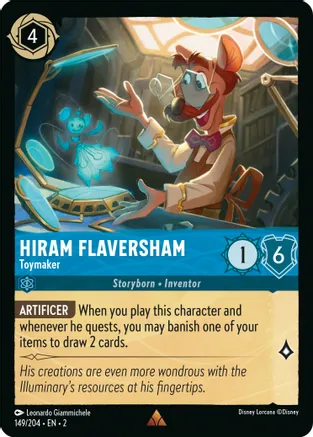 4
HIRAM FLAVERSHAM
Toymaker
1
6
Storyborn • Inventor
ARTIFICER When you play this character and
whenever he quests, you may banish one of your
items to draw 2 cards.
His creations are even more wondrous with the
Illuminary's resources at his fingertips.
Leonardo Giammichele
149/204 • EN • 2
Disney Lorcana ©Disney